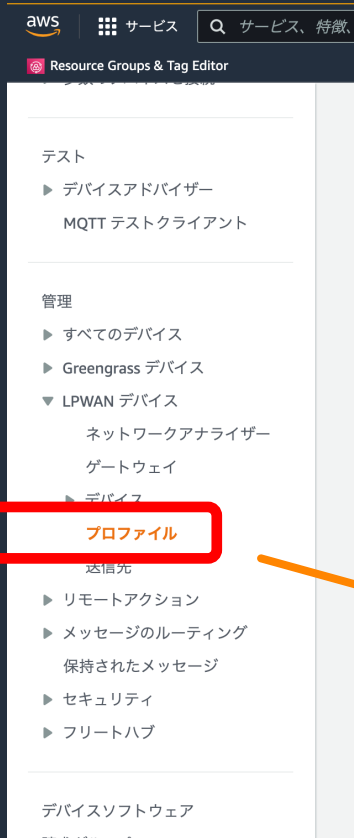 aws サービス サービス、特徴、
Resource Groups & Tag Editor
テスト
デバイスアドバイザー
MQTT テストクライアント
管理
すべてのデバイス
Greengrass デバイス
LPWAN デバイス
ネットワークアナライザー
ゲートウェイ
デバイス
プロファイル
送信先
リモートアクション
メッセージのルーティング
保持されたメッセージ
セキュリティ
フリートハブ
デバイスソフトウェア